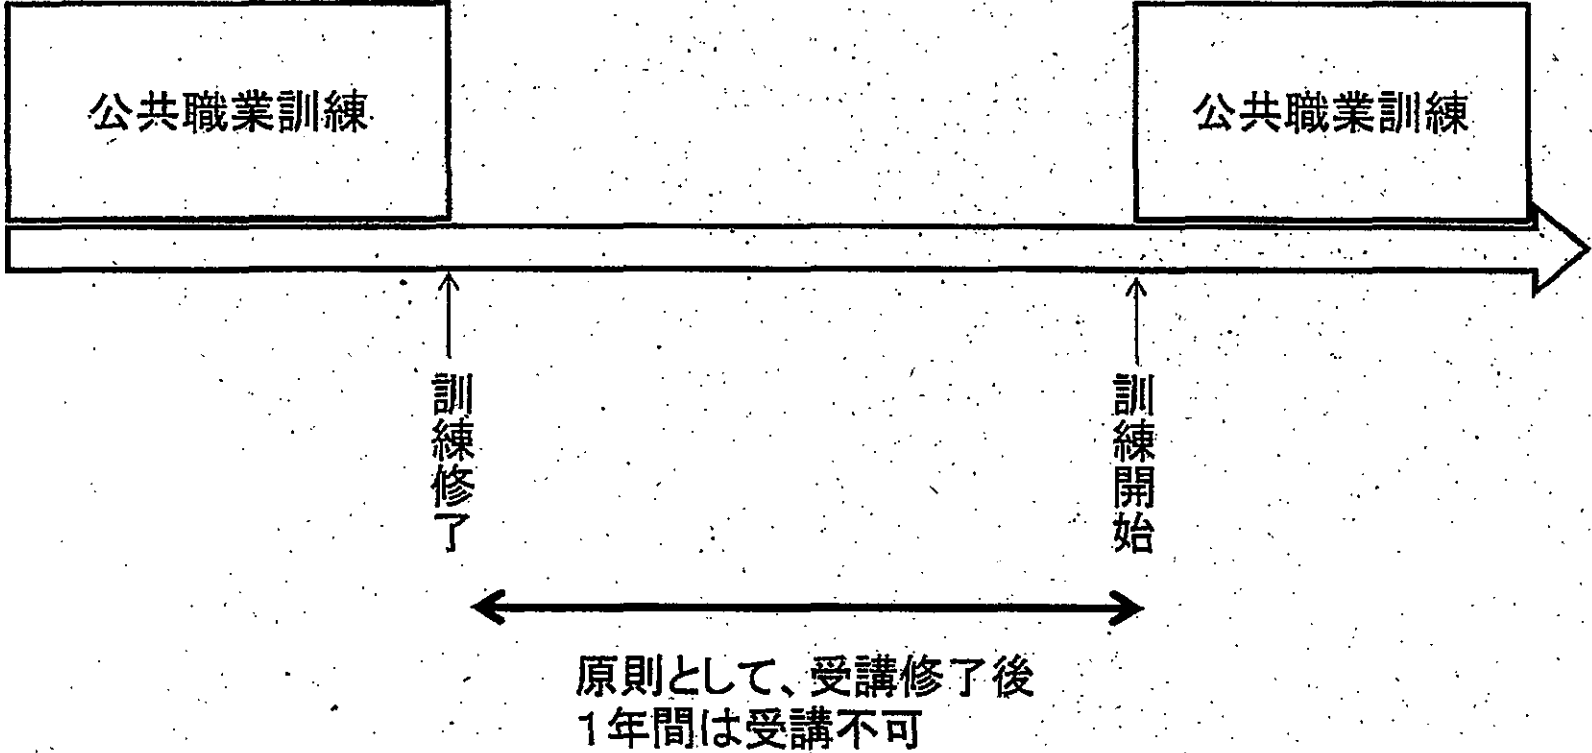 公共職業訓練
公共職業訓練
訓練修了
訓練開始
原則として、受講修了後
1年間は受講不可